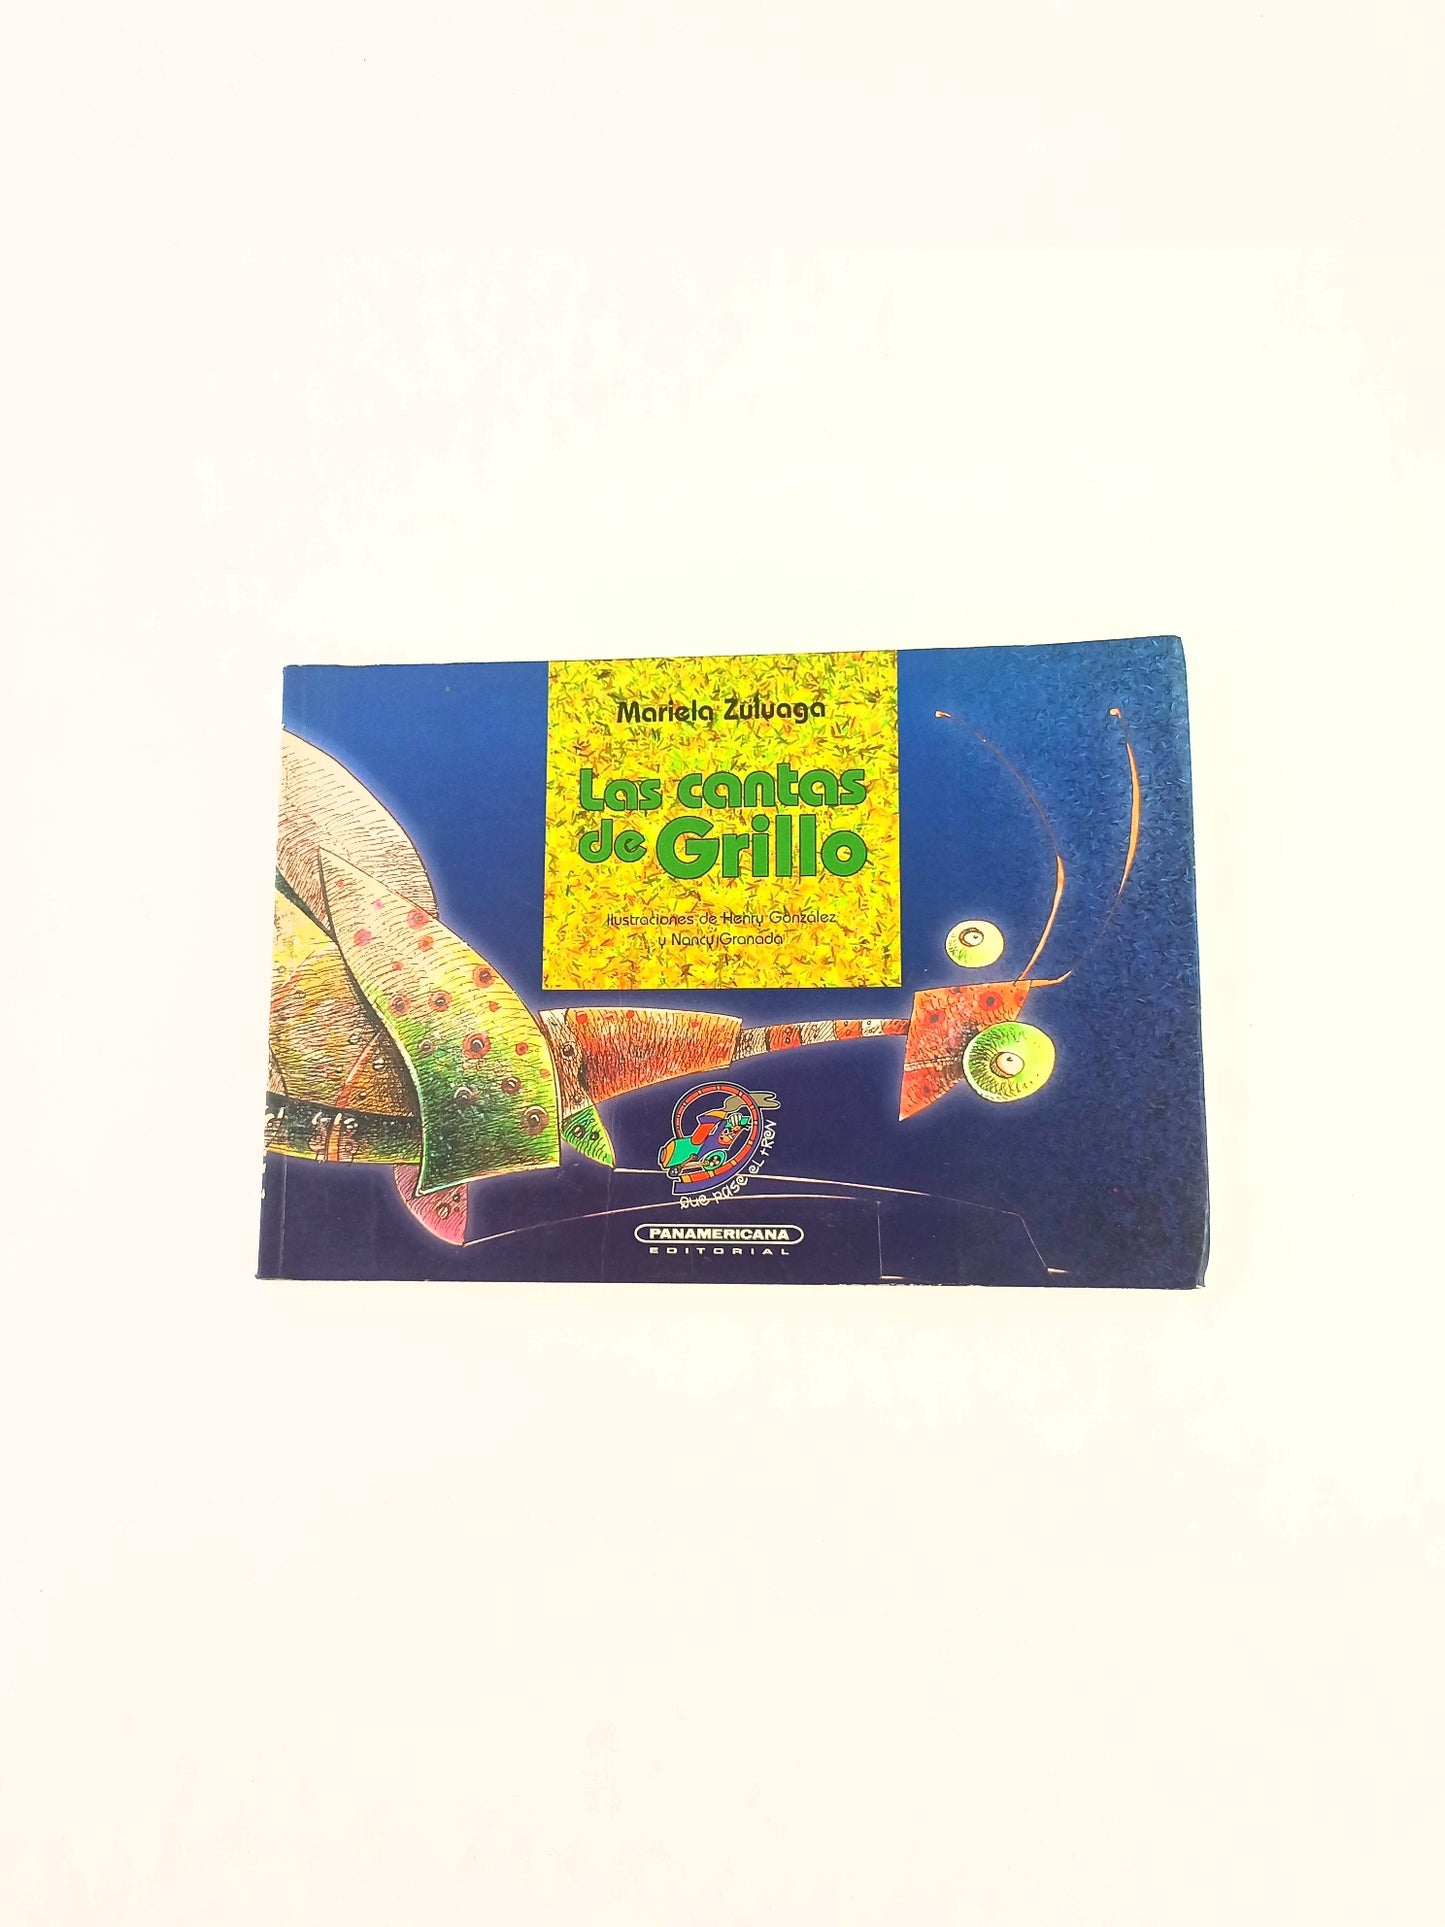 Mariela Zuluaga
Las cantas
de Grillo
Ilustraciones de Henry González
y Nancy Granada
Que pase el tren
PANAMERICANA
EDITORIAL